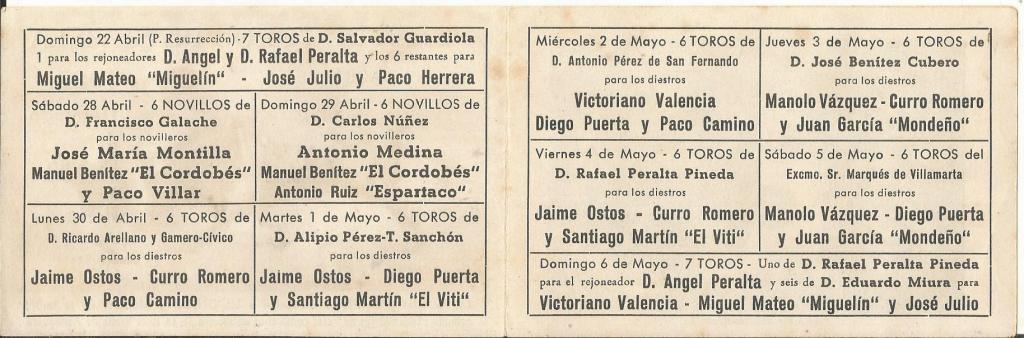 Domingo 22 Abril (P. Resurrección) - 7 TOROS de D. Salvador Guardiola
1 para los rejoneadores D. Angel y D. Rafael Peralta y los 6 restantes para
Miguel Mateo "Miguelín" - José Julio y Paco Herrera
Sábado 28 Abril - 6 NOVILLOS de
D. Francisco Galache
para los novilleros
José María Montilla
Manuel Benítez "El Cordobés"
y Paco Villar
Domingo 29 Abril - 6 NOVILLOS de
D. Carlos Núñez
para los novilleros
Antonio Medina
Manuel Benítez "El Cordobés"
Antonio Ruiz "Espartaco"
Lunes 30 de Abril - 6 TOROS de
D. Ricardo Arellano y Gamero-Cívico
para los diestros
Jaime Ostos - Curro Romero
y Paco Camino
Martes 1 de Mayo - 6 TOROS de
D. Alipio Pérez-T. Sanchón
para los diestros
Jaime Ostos - Diego Puerta
y Santiago Martín "El Viti"
Miércoles 2 de Mayo - 6 TOROS de
D. Antonio Pérez de San Fernando
para los diestros
Victoriano Valencia
Diego Puerta y Paco Camino
Jueves 3 de Mayo - 6 TOROS de
D. José Benítez Cubero
para los diestros
Manolo Vázquez - Curro Romero
y Juan García "Mondeño"
Viernes 4 de Mayo - 6 TOROS de
D. Rafael Peralta Pineda
para los diestros
Jaime Ostos - Curro Romero
y Santiago Martín "El Viti"
Sábado 5 de Mayo - 6 TOROS del
Excmo. Sr. Marqués de Villamarta
para los diestros
Manolo Vázquez - Diego Puerta
y Juan García "Mondeño"
Domingo 6 de Mayo - 7 TOROS - Uno de D. Rafael Peralta Pineda
para el rejoneador D. Angel Peralta y seis de D. Eduardo Miura para
Victoriano Valencia - Miguel Mateo "Miguelín" y José Julio